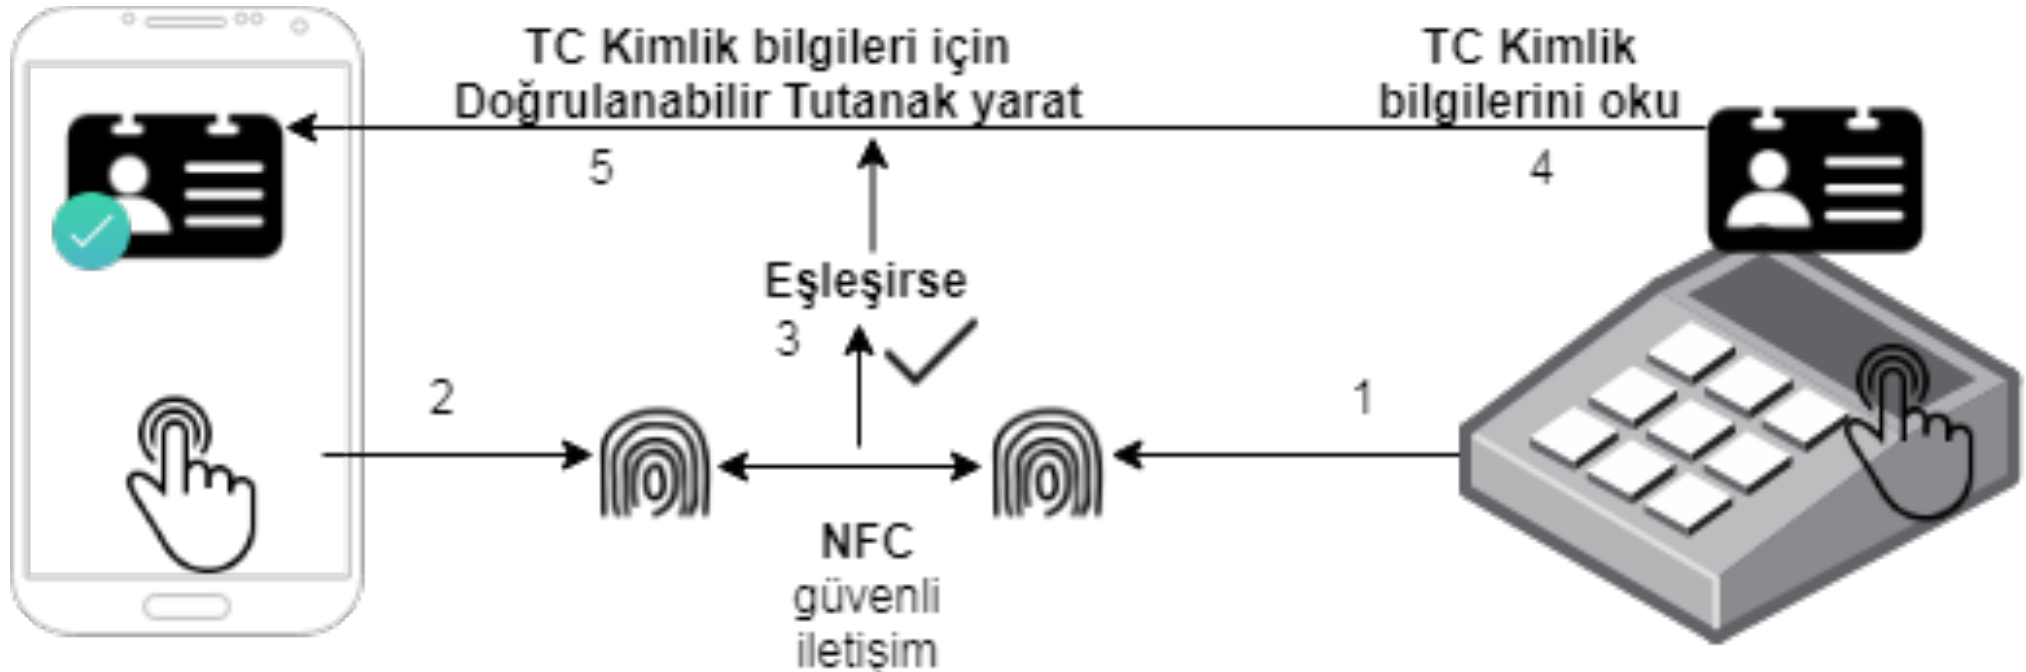 TC Kimlik bilgileri için
Doğrulanabilir Tutanak yarat
5
TC Kimlik
bilgilerini oku
4
Eşleşirse
3
2
1
NFC
güvenli
iletişim